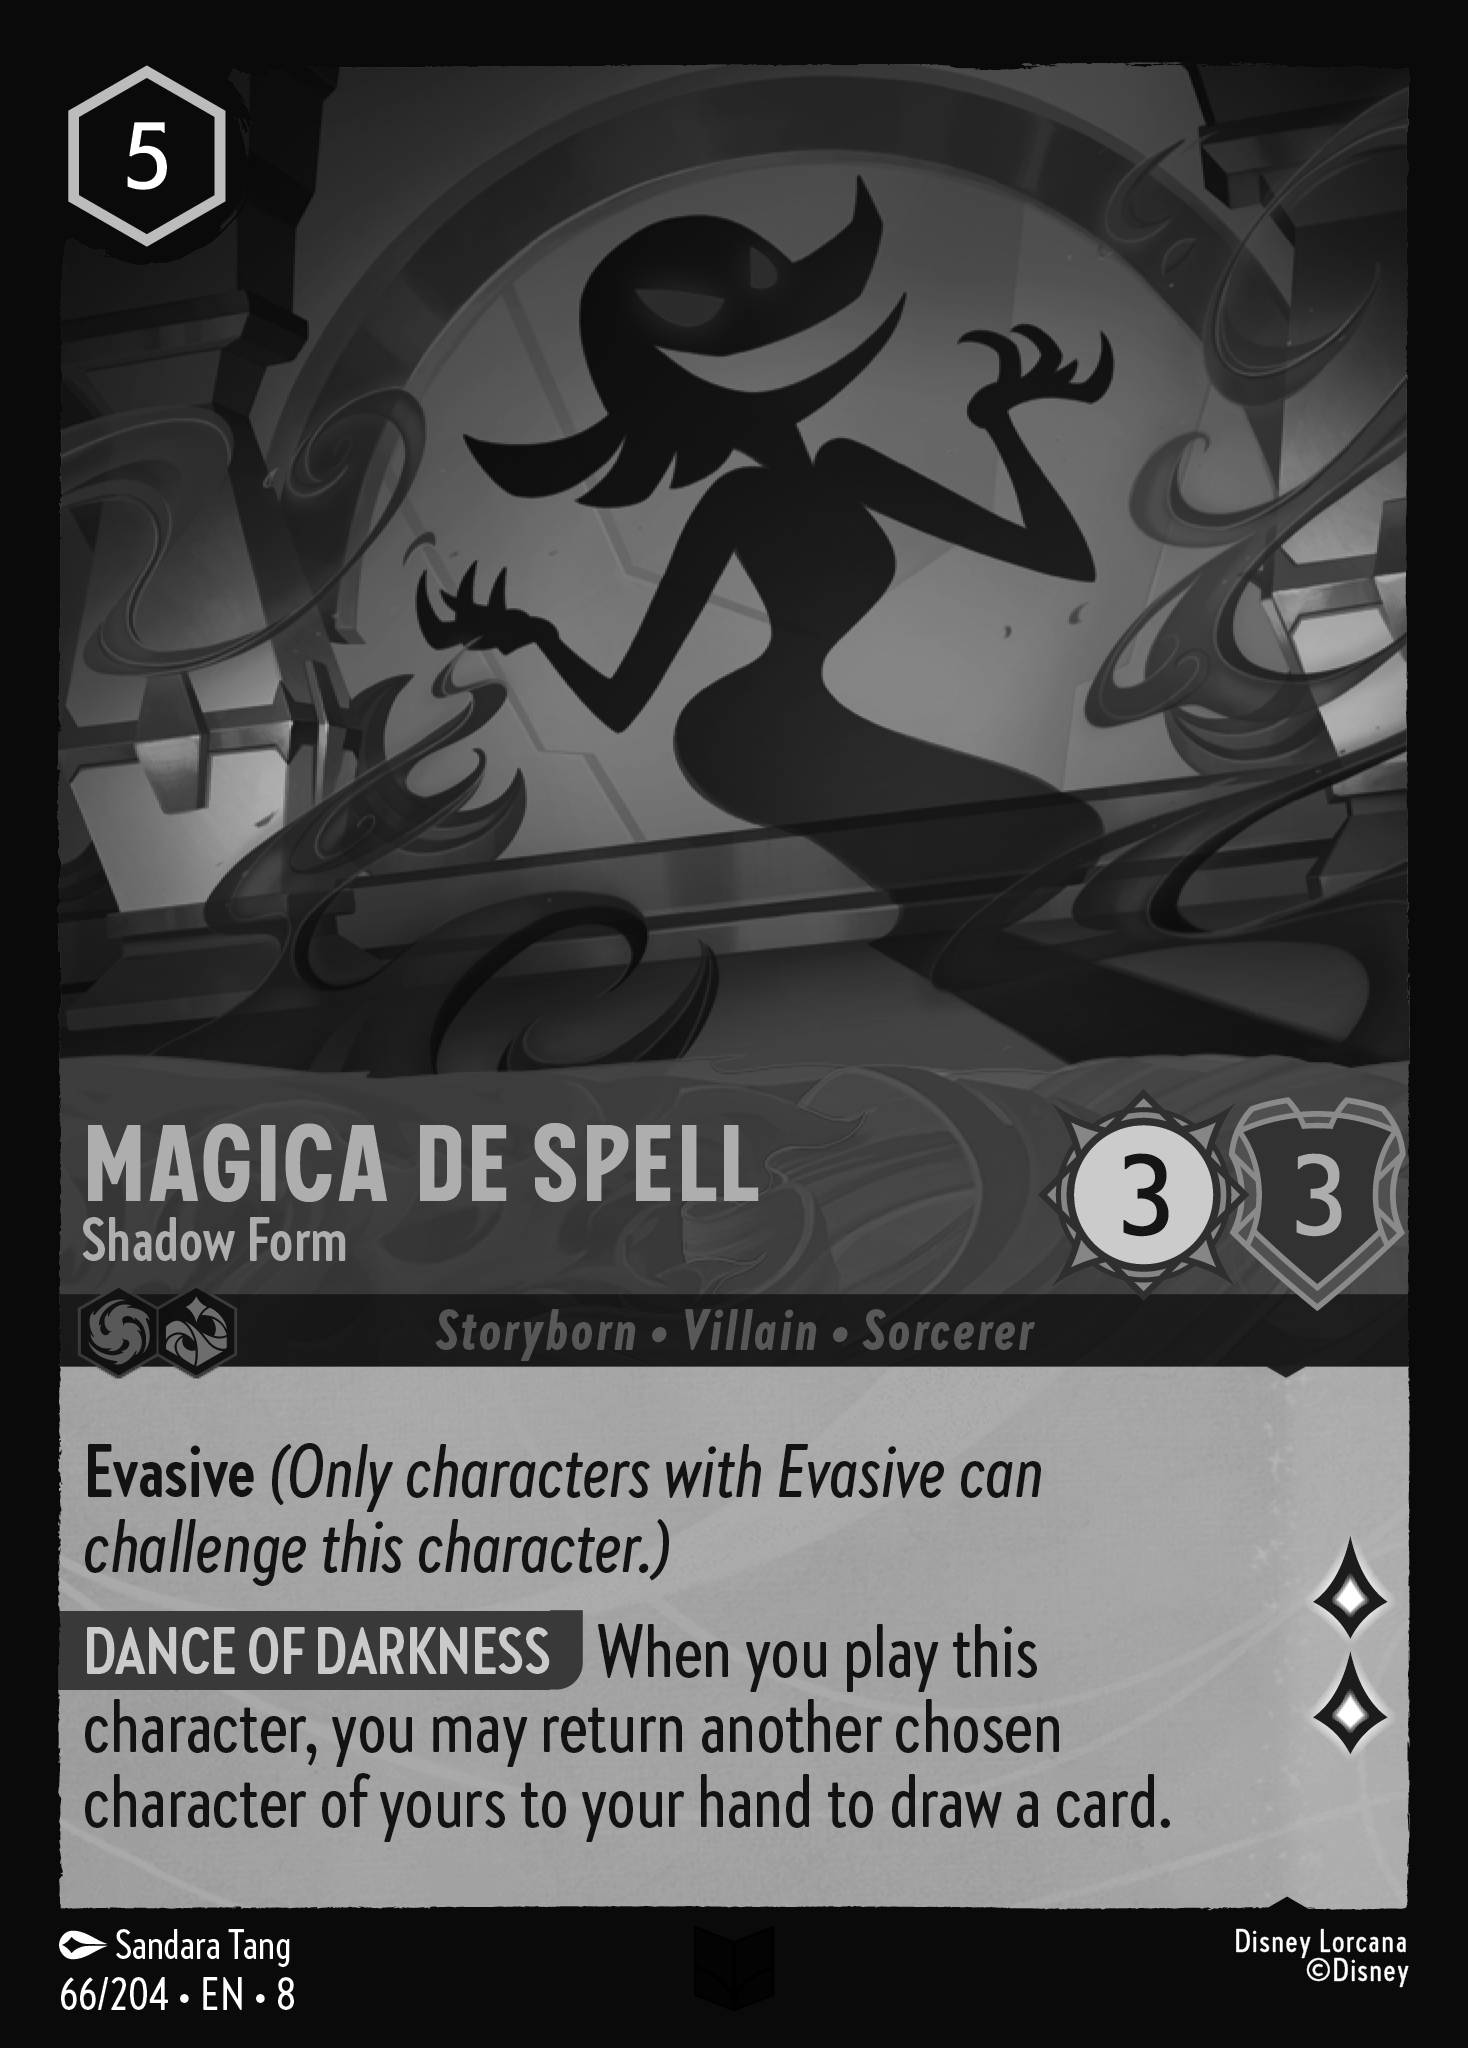 5
MAGICA DE SPELL
Shadow Form
3
3
Storyborn • Villain • Sorcerer
Evasive (Only characters with Evasive can
challenge this character.)
DANCE OF DARKNESS When you play this
character, you may return another chosen
character of yours to your hand to draw a card.
Sandara Tang
66/204 • EN • 8
Disney Lorcana
©Disney